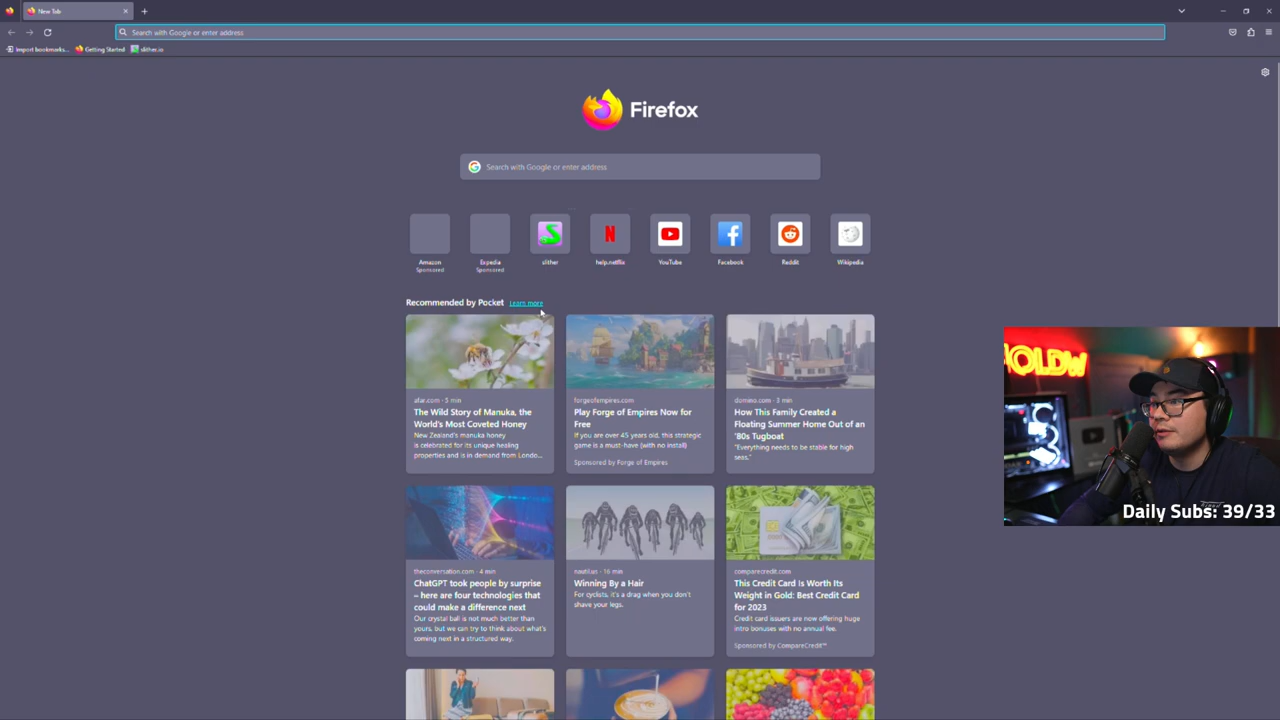 New Tab
Search with Google or enter address
Import bookmarks...
Getting Started
slither.io
Firefox
Search with Google or enter address
Amazon
Sponsored
Expedia
Sponsored
slither
help.netflix
YouTube
Facebook
Reddit
Wikipedia
Recommended by Pocket
Learn more
afar.com · 5 min
The Wild Story of Manuka, the
World's Most Coveted Honey
New Zealand's manuka honey
is celebrated for its unique healing
properties and is in demand from Londo...
forgeofempires.com
Play Forge of Empires Now for
Free
If you are over 45 years old, this strategic
game is a must-have (with no install)
Sponsored by Forge of Empires
domino.com · 3 min
How This Family Created a
Floating Summer Home Out of an
'80s Tugboat
"Everything needs to be stable for high
seas."
HOLDW
Daily Subs: 39/33
theconversation.com · 4 min
ChatGPT took people by surprise
– here are four technologies that
could make a difference next
Our crystal ball is not much better than
yours, but we can try to think about what's
coming next in a structured way.
nautil.us · 16 min
Winning By a Hair
For cyclists, it's a drag when you don't
shave your legs.
comparecredit.com
This Credit Card Is Worth Its
Weight in Gold: Best Credit Card
for 2023
Credit card issuers are now offering huge
intro bonuses with no annual fee.
Sponsored by CompareCredit™